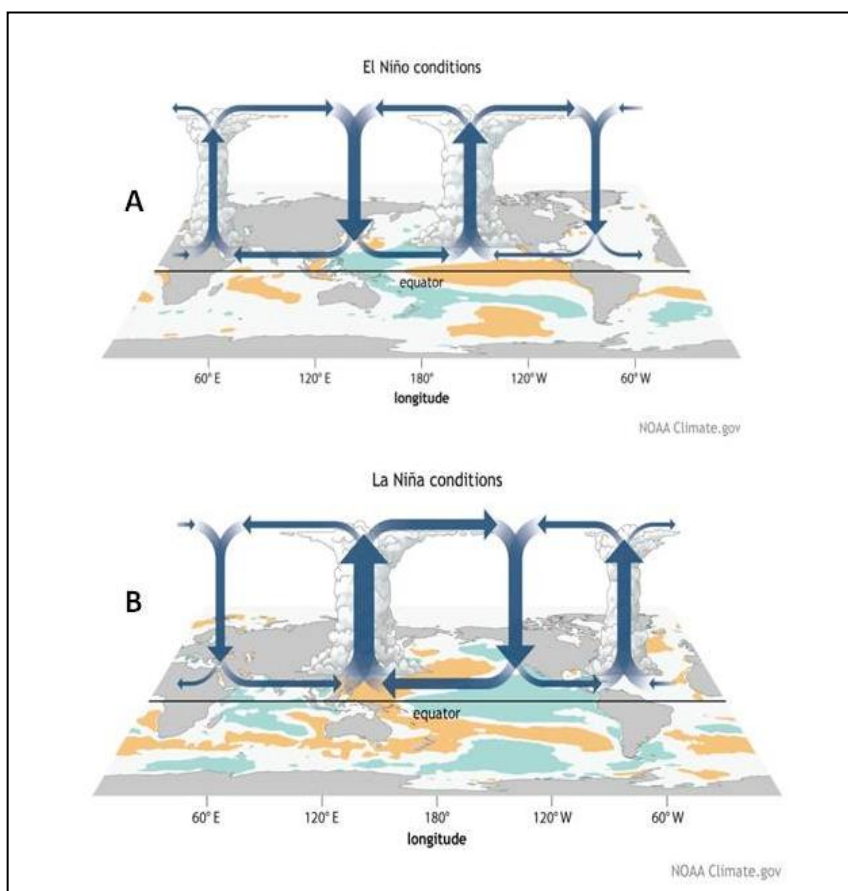 El Niño conditions
A
equator
60° E 120° E 180° 120° W 60° W
longitude
NOAA Climate.gov
La Niña conditions
B
equator
60° E 120° E 180° 120° W 60° W
longitude
NOAA Climate.gov